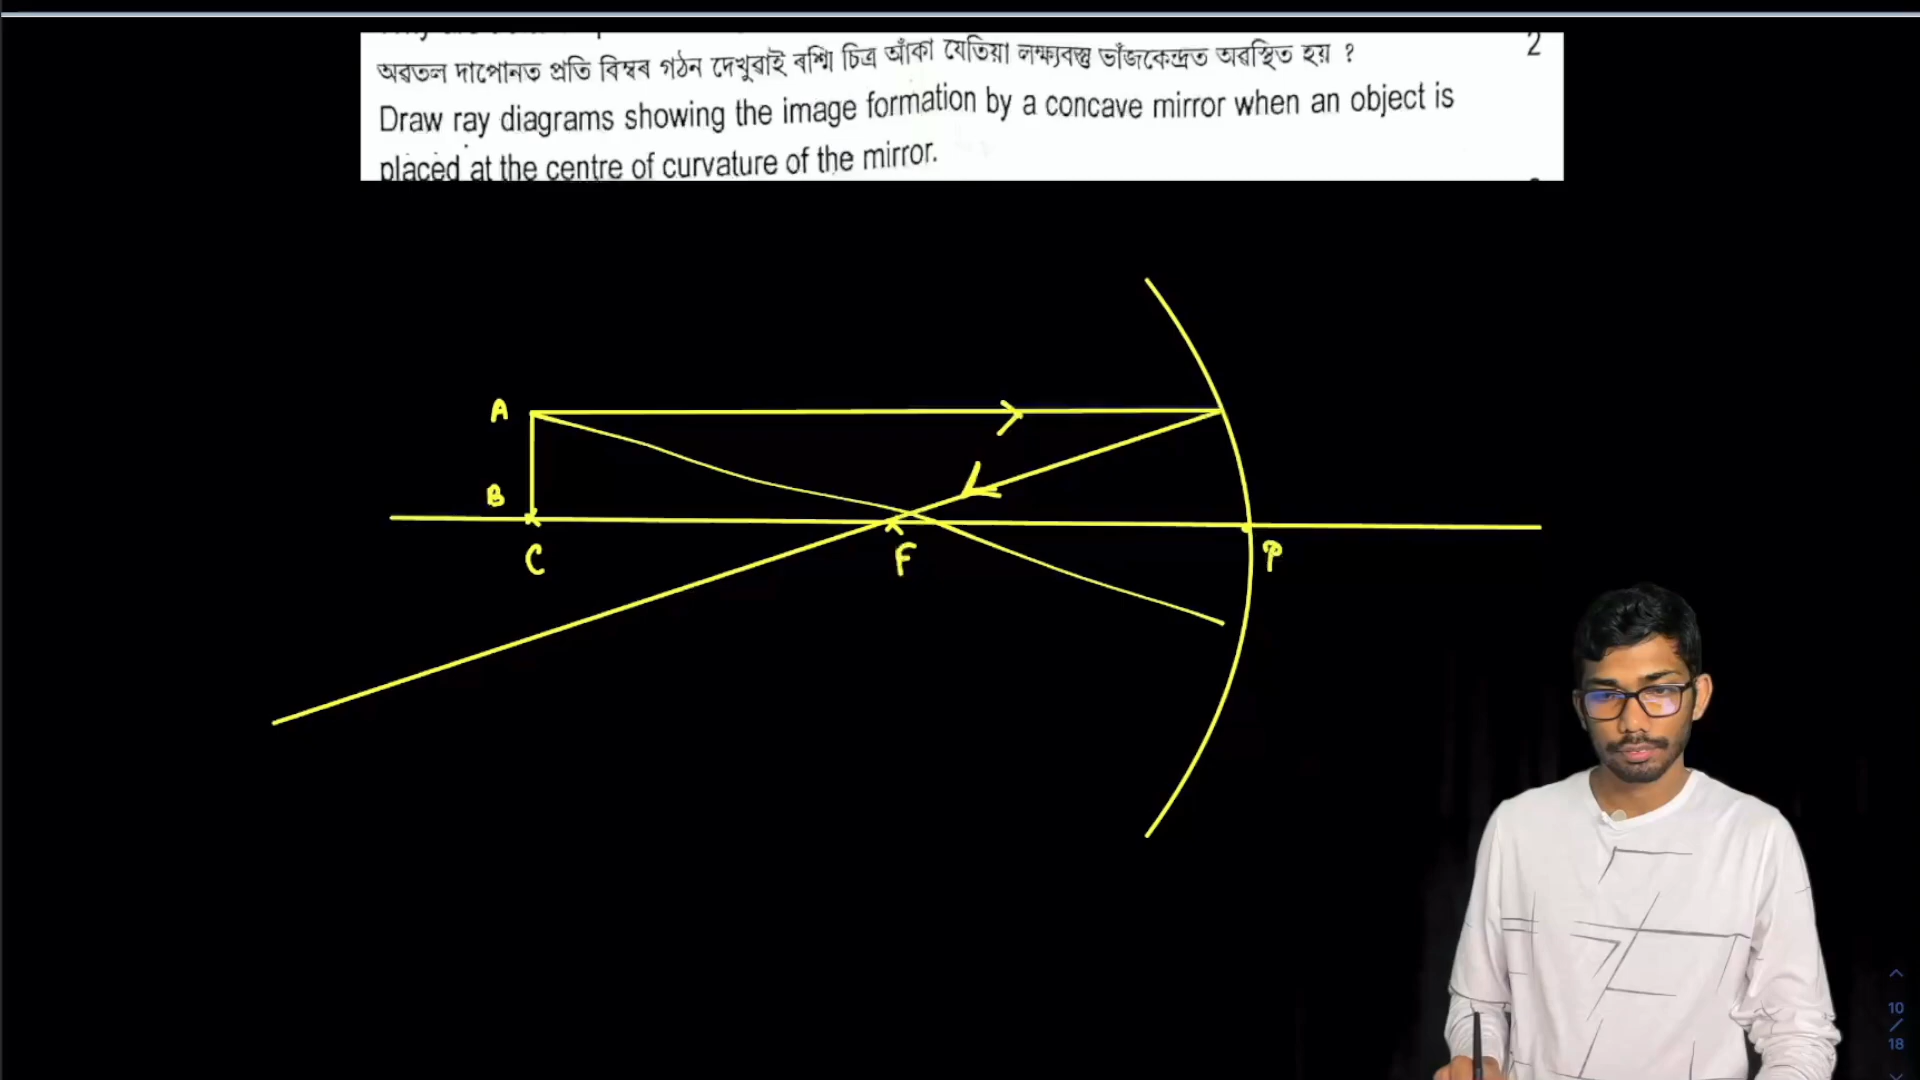 অৱতল দাপোনত প্ৰতি বিম্বৰ গঠন দেখুৱাই ৰশ্মি চিত্ৰ আঁকা যেতিয়া লক্ষ্যবস্তু ভাঁজকেন্দ্ৰত অৱস্থিত হয় ? 2
Draw ray diagrams showing the image formation by a concave mirror when an object is
placed at the centre of curvature of the mirror.
A
B
C F P
10
/
18